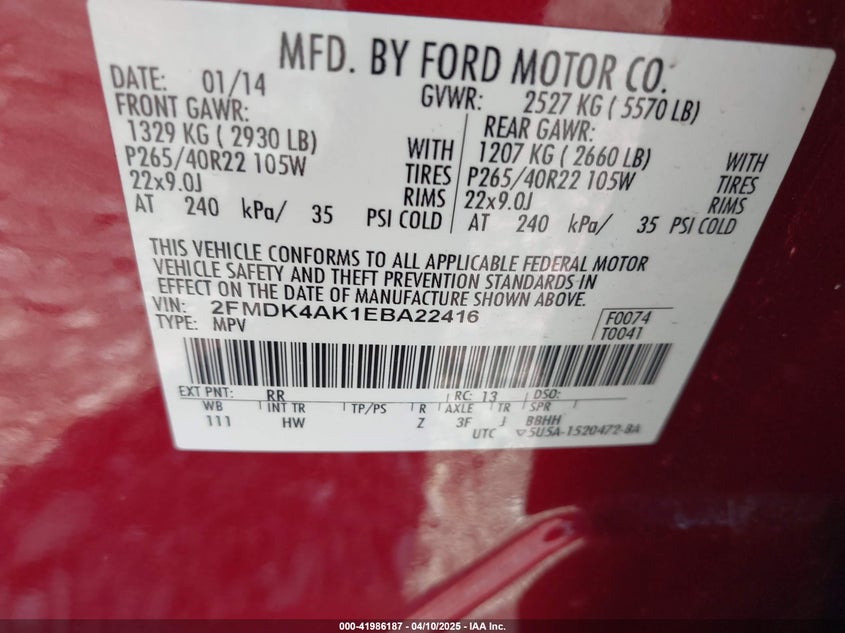 MFD. BY FORD MOTOR CO.
DATE: 01/14
GVWR: 2527 KG ( 5570 LB)
FRONT GAWR:
1329 KG ( 2930 LB) WITH
P265/40R22 105W TIRES
22x9.0J RIMS
AT 240 kPa/ 35 PSI COLD
REAR GAWR:
1207 KG ( 2660 LB) WITH
P265/40R22 105W TIRES
22x9.0J RIMS
AT 240 kPa/ 35 PSI COLD
THIS VEHICLE CONFORMS TO ALL APPLICABLE FEDERAL MOTOR
VEHICLE SAFETY AND THEFT PREVENTION STANDARDS IN
EFFECT ON THE DATE OF MANUFACTURE SHOWN ABOVE.
VIN: 2FMDK4AK1EBA22416
TYPE: MPV
F0074
T0041
EXT PNT: RR RC: 13 DSO:
WB INT TR TP/PS R AXLE TR SPR
111 HW Z 3F J BBHH
UTC 5U5A-1520472-BA
000-41986187 - 04/10/2025 - IAA Inc.